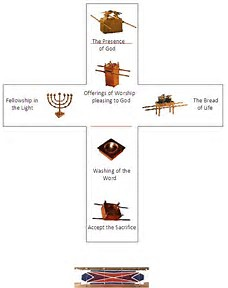 The Presence
of God
Offerings of Worship
pleasing to God
Fellowship in
the Light
The Bread
of Life
Washing of the
Word
Accept the Sacrifice